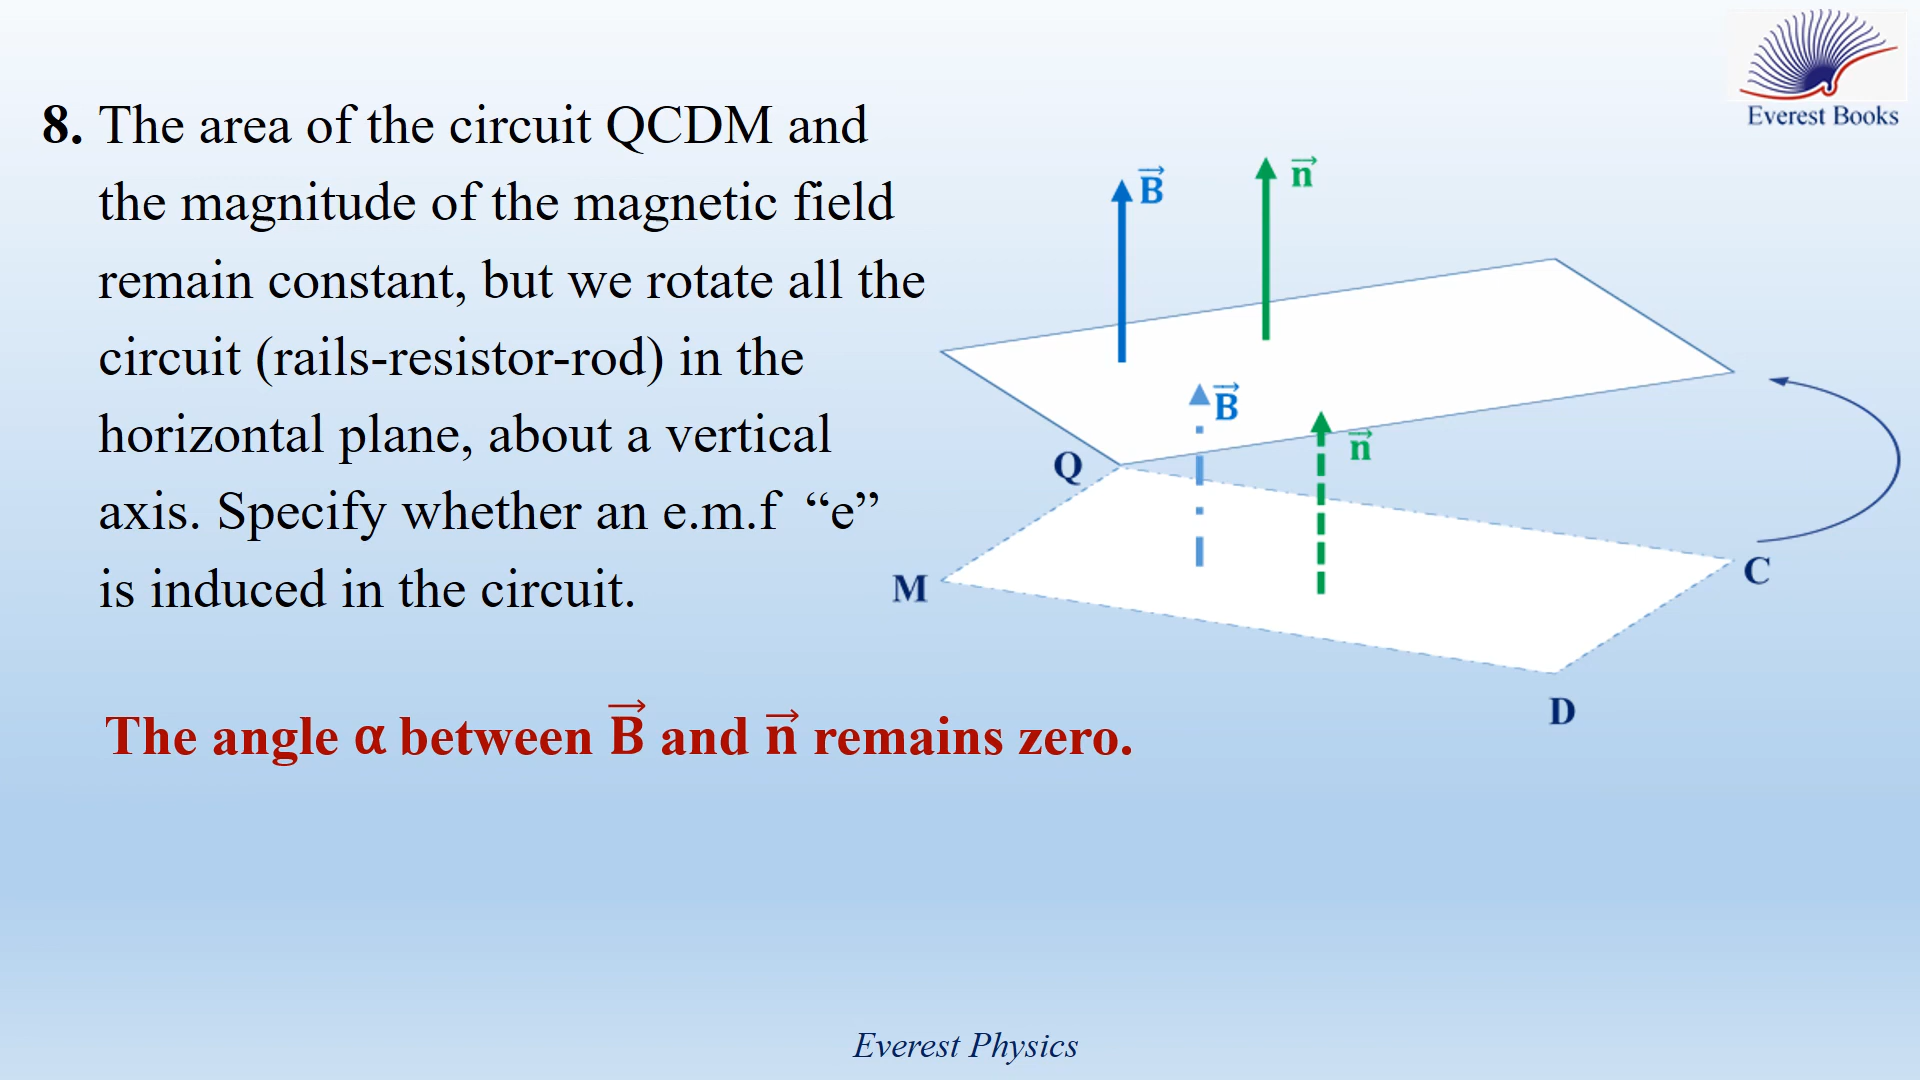 Everest Books
8. The area of the circuit QCDM and
the magnitude of the magnetic field
remain constant, but we rotate all the
circuit (rails-resistor-rod) in the
horizontal plane, about a vertical
axis. Specify whether an e.m.f “e”
is induced in the circuit.
B⃗
n⃗
B⃗
n⃗
Q
M
C
D
The angle α between B⃗ and n⃗ remains zero.
Everest Physics